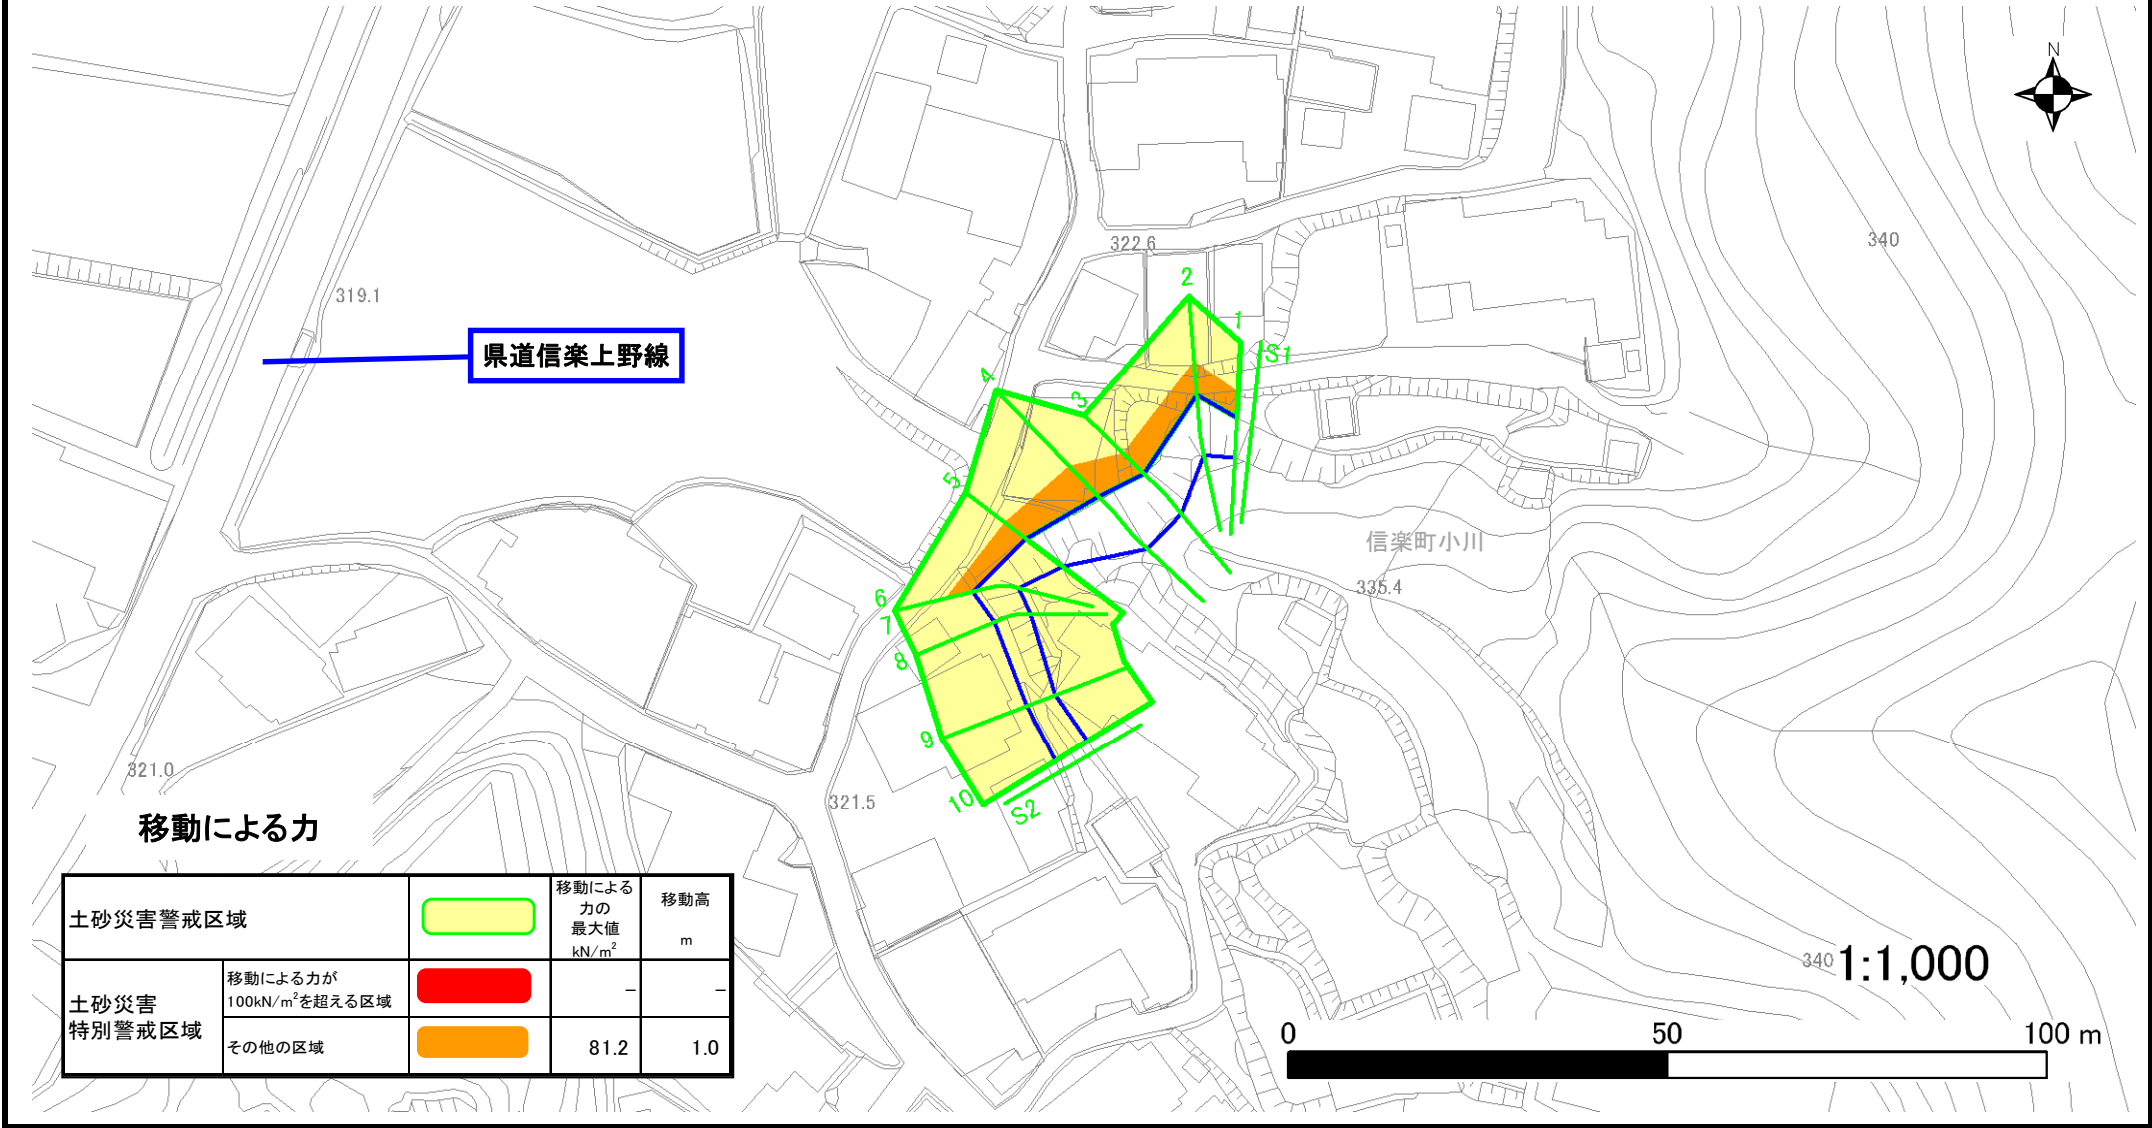 N
322.6
340
319.1
県道信楽上野線
2
1
S1
4
3
5
信楽町小川
335.4
6
7
8
9
10
S2
321.0
321.5
移動による力
土砂災害警戒区域
移動による
力の
最大値
kN/m²
移動高
m
土砂災害
特別警戒区域
移動による力が
100kN/m²を超える区域
－
－
その他の区域
81.2
1.0
340
1:1,000
0
50
100 m